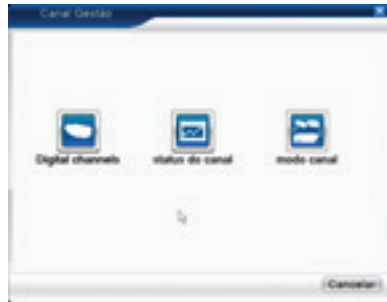 Canal Gestão
Digital channels
status do canal
modo canal
Cancelar